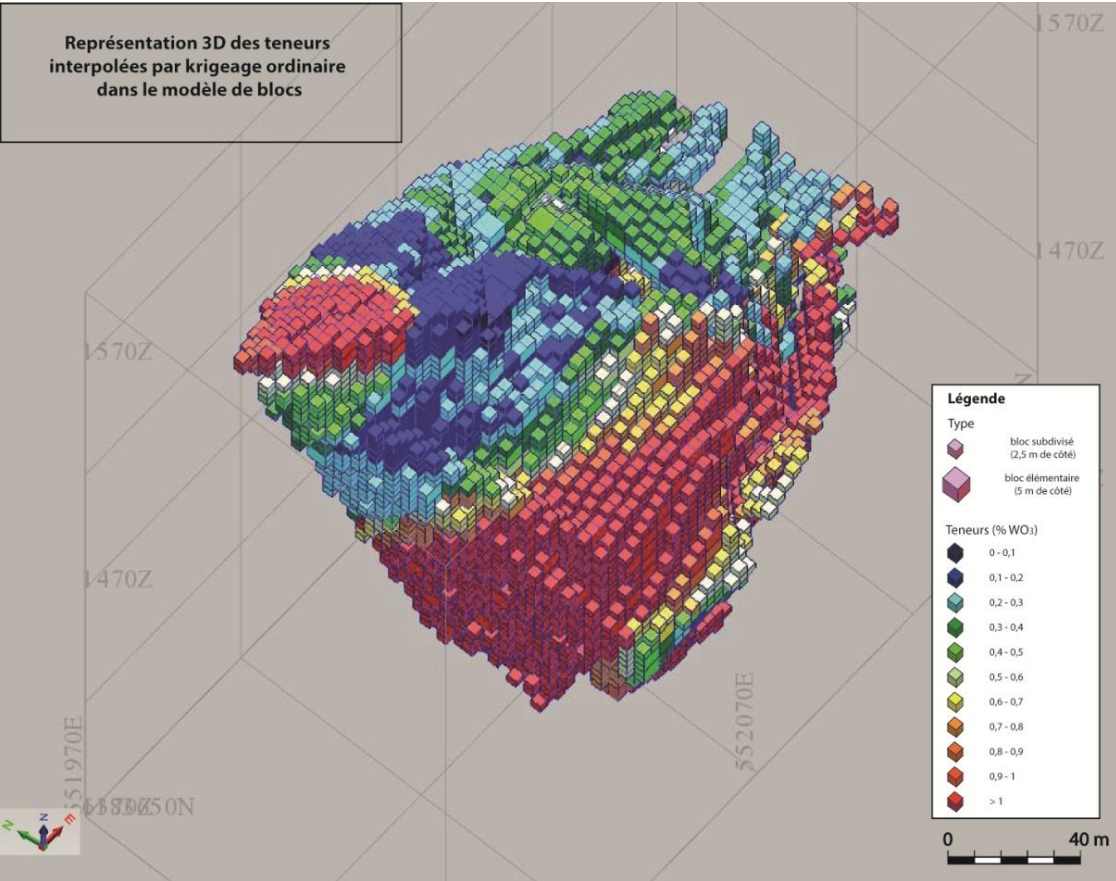 Représentation 3D des teneurs
interpolées par krigeage ordinaire
dans le modèle de blocs
1570Z
1470Z
1570Z
1470Z
N
551970E
552070E
Légende
Type
bloc subdivisé
(2,5 m de côté)
bloc élémentaire
(5 m de côté)
Teneurs (% WO3)
0 - 0,1
0,1 - 0,2
0,2 - 0,3
0,3 - 0,4
0,4 - 0,5
0,5 - 0,6
0,6 - 0,7
0,7 - 0,8
0,8 - 0,9
0,9 - 1
> 1
N
Z
E
0 40 m